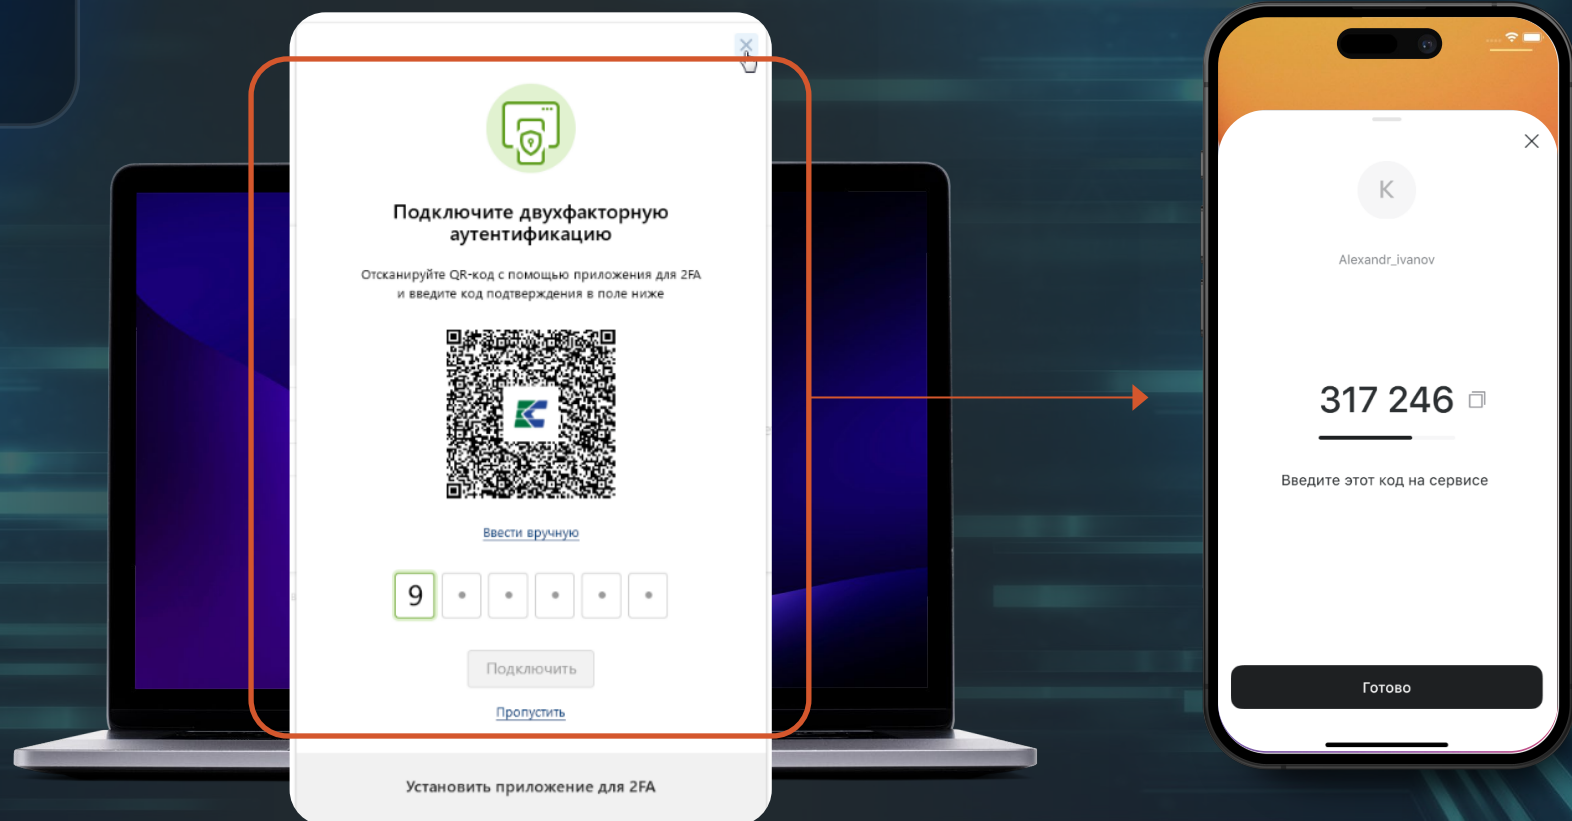 Подключите двухфакторную
аутентификацию
Отсканируйте QR-код с помощью приложения для 2FA
и введите код подтверждения в поле ниже
Ввести вручную
9
Подключить
Пропустить
Установить приложение для 2FA
K
Alexandr_ivanov
317 246
Введите этот код на сервисе
Готово